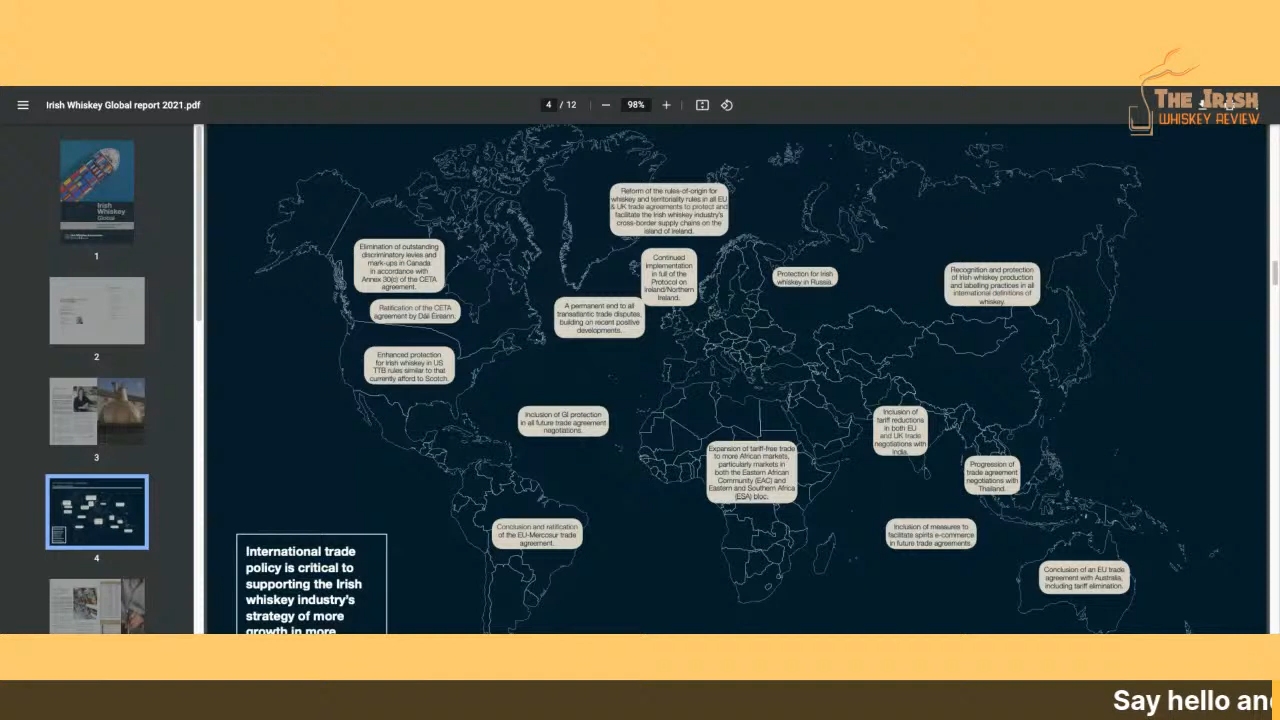 THE IRISH
WHISKEY REVIEW
Irish Whiskey Global report 2021.pdf
4 / 12
98%
Irish
Whiskey
Global
1
2
3
4
Reform of the rules-of-origin for
whiskey and territoriality rules in all EU
& UK trade agreements to protect and
facilitate the Irish whiskey industry's
cross-border supply chains on the
island of Ireland.
Elimination of outstanding
discriminatory levies and
mark-ups in Canada
in accordance with
Annex 30(c) of the CETA
agreement.
Continued
implementation
in full of the
Protocol on
Ireland/Northern
Ireland.
Protection for Irish
whiskey in Russia.
Recognition and protection
of Irish whiskey production
and labelling practices in all
international definitions of
whiskey.
Ratification of the CETA
agreement by Dáil Éireann.
A permanent end to all
transatlantic trade disputes,
building on recent positive
developments.
Enhanced protection
for Irish whiskey in US
TTB rules similar to that
currently afford to Scotch.
Inclusion of GI protection
in all future trade agreement
negotiations.
Inclusion of
tariff reductions
in both EU
and UK trade
negotiations with
India.
Expansion of tariff-free trade
to more African markets,
particularly markets in
both the Eastern African
Community (EAC) and
Eastern and Southern Africa
(ESA) bloc.
Progression of
trade agreement
negotiations with
Thailand.
Conclusion and ratification
of the EU-Mercosur trade
agreement.
Inclusion of measures to
facilitate spirits e-commerce
in future trade agreements
Conclusion of an EU trade
agreement with Australia,
including tariff elimination.
International trade
policy is critical to
supporting the Irish
whiskey industry's
strategy of more
growth in more
Say hello an